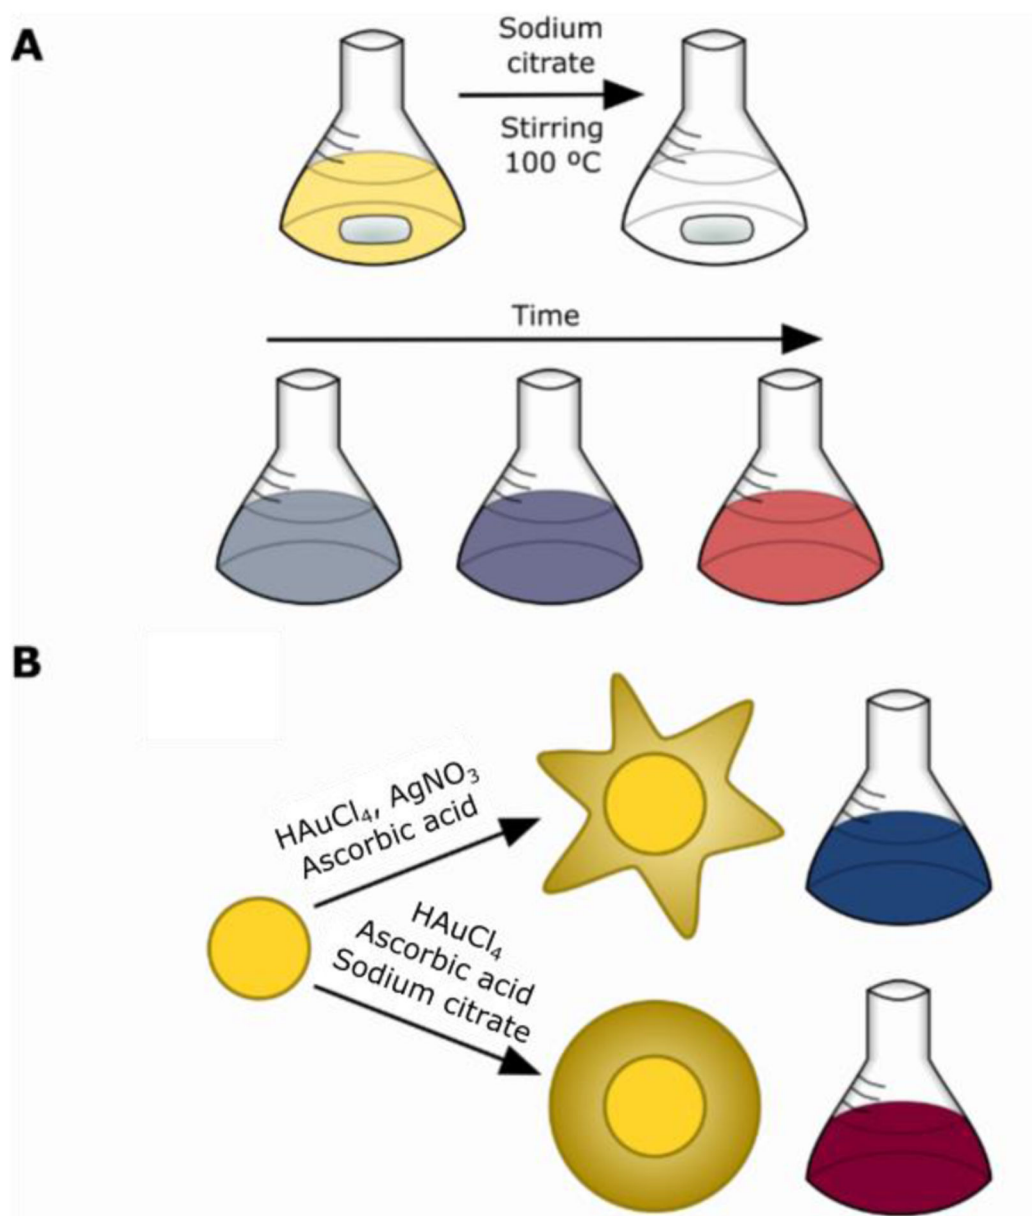 A
Sodium
citrate
Stirring
100 ºC
Time
B
HAuCl₄, AgNO₃
Ascorbic acid
HAuCl₄
Ascorbic acid
Sodium citrate